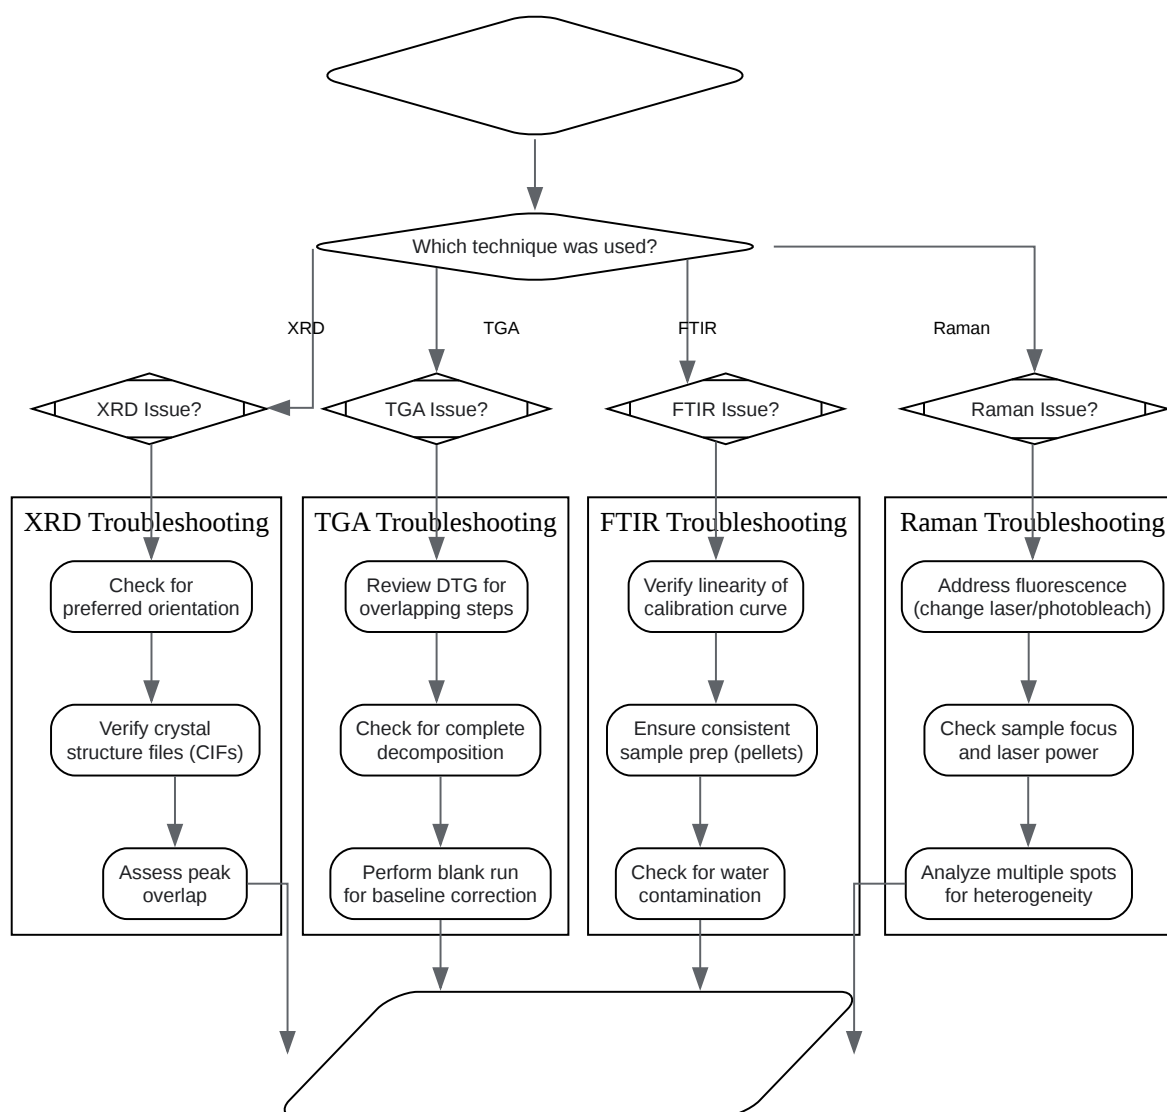 Which technique was used?
XRD
TGA
FTIR
Raman
XRD Issue?
TGA Issue?
FTIR Issue?
Raman Issue?
XRD Troubleshooting
Check for
preferred orientation
Verify crystal
structure files (CIFs)
Assess peak
overlap
TGA Troubleshooting
Review DTG for
overlapping steps
Check for complete
decomposition
Perform blank run
for baseline correction
FTIR Troubleshooting
Verify linearity of
calibration curve
Ensure consistent
sample prep (pellets)
Check for water
contamination
Raman Troubleshooting
Address fluorescence
(change laser/photobleach)
Check sample focus
and laser power
Analyze multiple spots
for heterogeneity